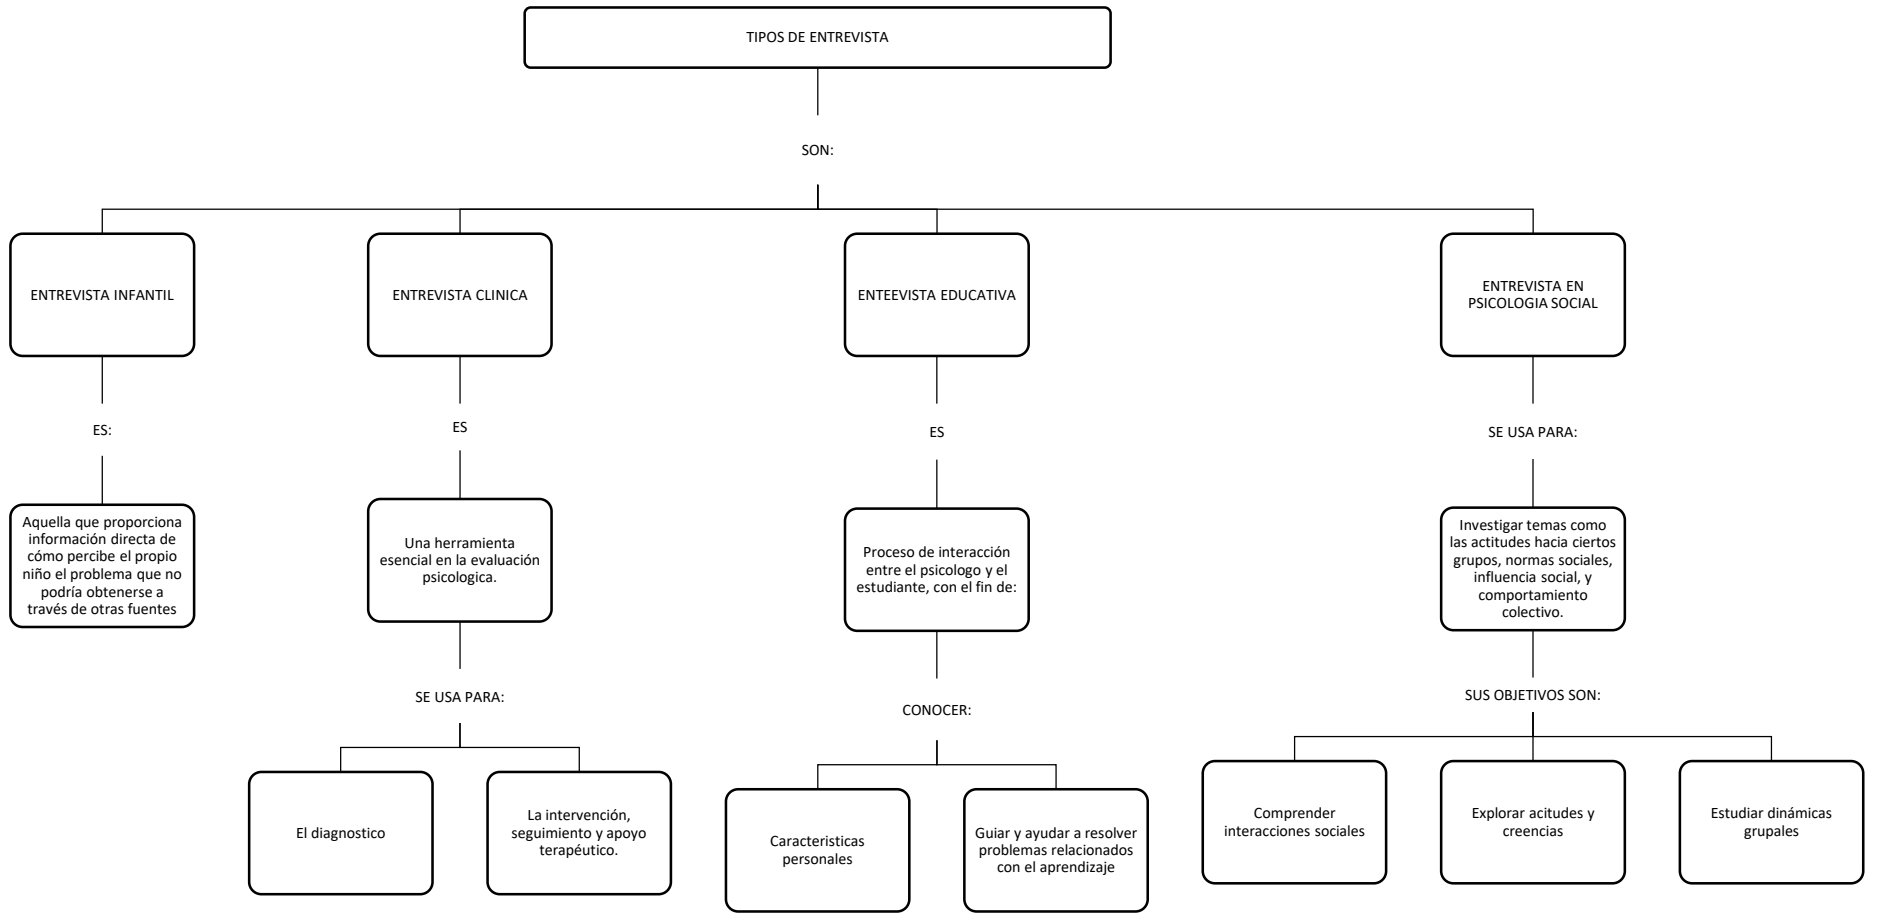 TIPOS DE ENTREVISTA
SON:
ENTREVISTA INFANTIL
ES:
Aquella que proporciona
información directa de
cómo percibe el propio
niño el problema que no
podría obtenerse a
través de otras fuentes
ENTREVISTA CLINICA
ES
Una herramienta
esencial en la evaluación
psicologica.
SE USA PARA:
El diagnostico
La intervención,
seguimiento y apoyo
terapéutico.
ENTEEVISTA EDUCATIVA
ES
Proceso de interacción
entre el psicologo y el
estudiante, con el fin de:
CONOCER:
Caracteristicas
personales
Guiar y ayudar a resolver
problemas relacionados
con el aprendizaje
ENTREVISTA EN
PSICOLOGIA SOCIAL
SE USA PARA:
Investigar temas como
las actitudes hacia ciertos
grupos, normas sociales,
influencia social, y
comportamiento
colectivo.
SUS OBJETIVOS SON:
Comprender
interacciones sociales
Explorar acitudes y
creencias
Estudiar dinámicas
grupales